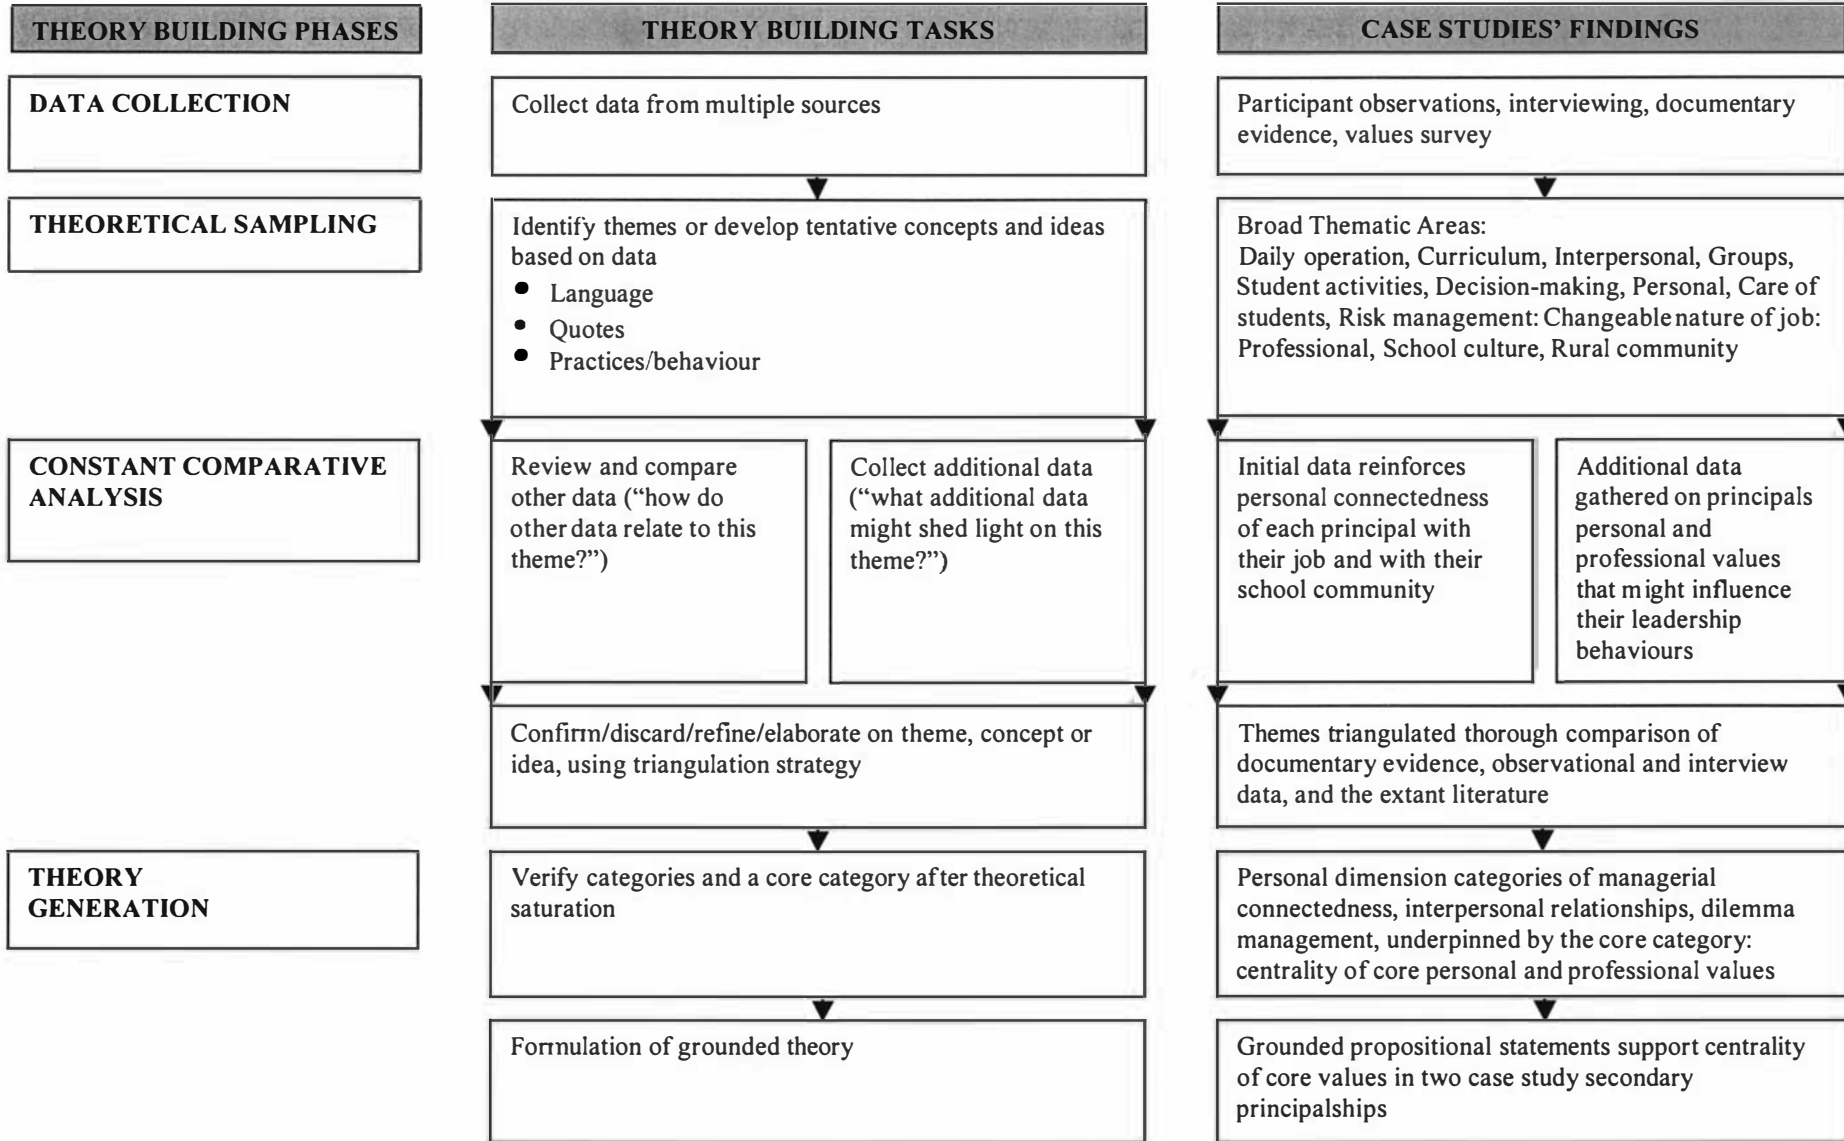 THEORY BUILDING PHASES
THEORY BUILDING TASKS
CASE STUDIES' FINDINGS
DATA COLLECTION
Collect data from multiple sources
Participant observations, interviewing, documentary
evidence, values survey
THEORETICAL SAMPLING
Identify themes or develop tentative concepts and ideas
based on data
• Language
• Quotes
• Practices/behaviour
Broad Thematic Areas:
Daily operation, Curriculum, Interpersonal, Groups,
Student activities, Decision-making, Personal, Care of
students, Risk management: Changeable nature of job:
Professional, School culture, Rural community
CONSTANT COMPARATIVE
ANALYSIS
Review and compare
other data (“how do
other data relate to this
theme?”)
Collect additional data
(“what additional data
might shed light on this
theme?”)
Initial data reinforces
personal connectedness
of each principal with
their job and with their
school community
Additional data
gathered on principals
personal and
professional values
that might influence
their leadership
behaviours
Confirm/discard/refine/elaborate on theme, concept or
idea, using triangulation strategy
Themes triangulated thorough comparison of
documentary evidence, observational and interview
data, and the extant literature
THEORY
GENERATION
Verify categories and a core category after theoretical
saturation
Personal dimension categories of managerial
connectedness, interpersonal relationships, dilemma
management, underpinned by the core category:
centrality of core personal and professional values
Formulation of grounded theory
Grounded propositional statements support centrality
of core values in two case study secondary
principalships